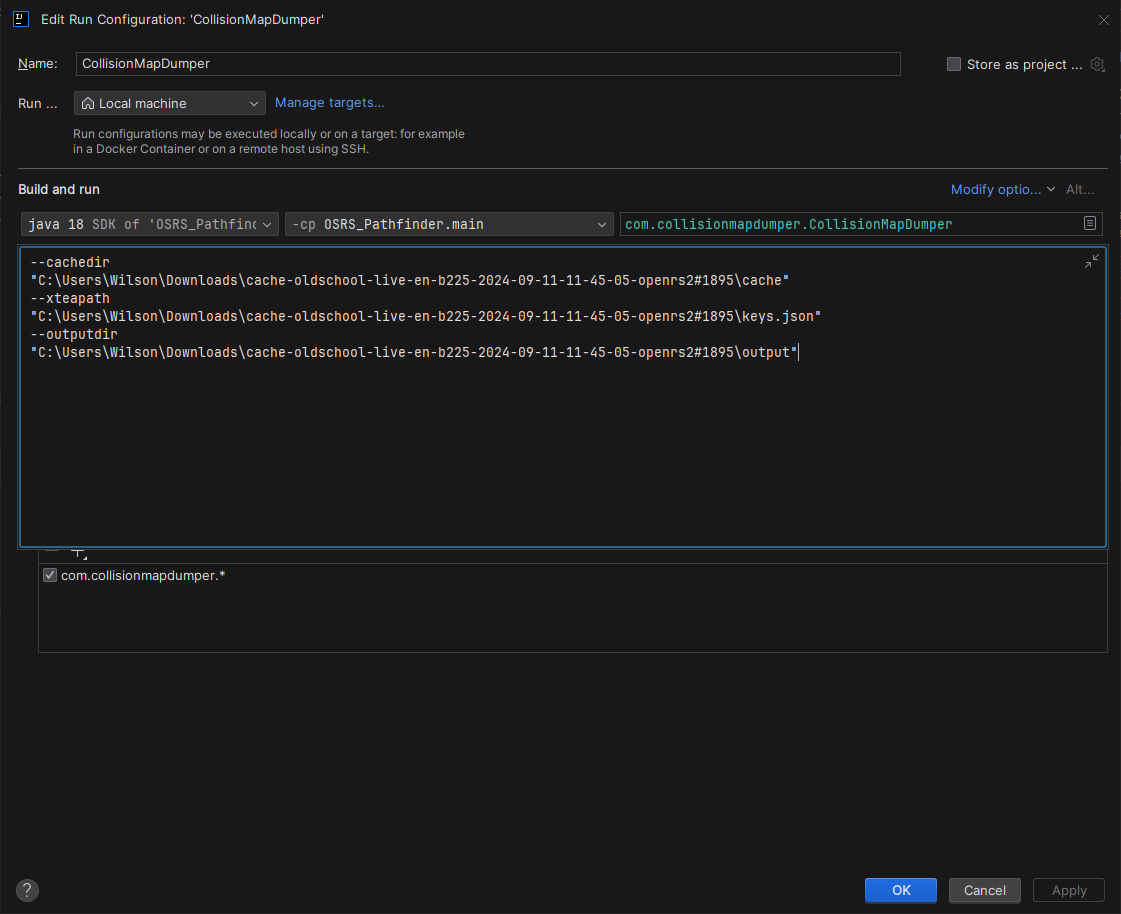 Edit Run Configuration: 'CollisionMapDumper'
Name: CollisionMapDumper Store as project ...
Run ... Local machine Manage targets...
Run configurations may be executed locally or on a target: for example
in a Docker Container or on a remote host using SSH.
Build and run Modify optio... Alt...
java 18 SDK of 'OSRS_Pathfind -cp OSRS_Pathfinder.main com.collisionmapdumper.CollisionMapDumper
--cachedir
"C:\Users\Wilson\Downloads\cache-oldschool-live-en-b225-2024-09-11-11-45-05-openrs2#1895\cache"
--xteapath
"C:\Users\Wilson\Downloads\cache-oldschool-live-en-b225-2024-09-11-11-45-05-openrs2#1895\keys.json"
--outputdir
"C:\Users\Wilson\Downloads\cache-oldschool-live-en-b225-2024-09-11-11-45-05-openrs2#1895\output"
com.collisionmapdumper.*
? OK Cancel Apply